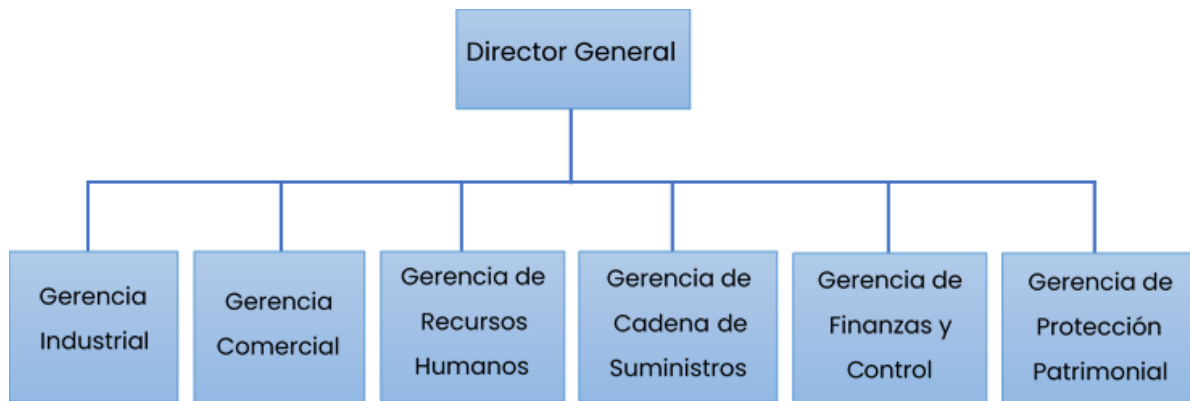 Director General
Gerencia
Industrial
Gerencia
Comercial
Gerencia de
Recursos
Humanos
Gerencia de
Cadena de
Suministros
Gerencia de
Finanzas y
Control
Gerencia de
Protección
Patrimonial